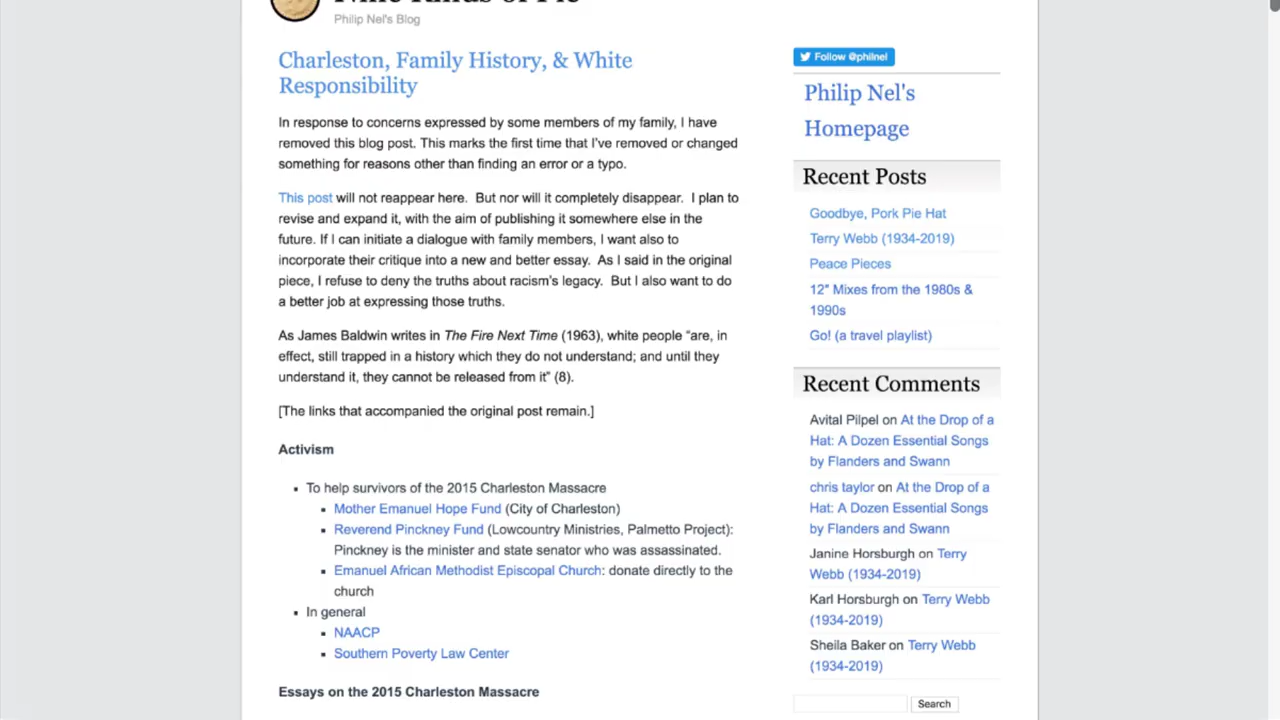 Nine Kinds of Pie
Philip Nel's Blog
Charleston, Family History, & White
Responsibility
In response to concerns expressed by some members of my family, I have
removed this blog post. This marks the first time that I've removed or changed
something for reasons other than finding an error or a typo.
This post will not reappear here. But nor will it completely disappear. I plan to
revise and expand it, with the aim of publishing it somewhere else in the
future. If I can initiate a dialogue with family members, I want also to
incorporate their critique into a new and better essay. As I said in the original
piece, I refuse to deny the truths about racism's legacy. But I also want to do
a better job at expressing those truths.
As James Baldwin writes in The Fire Next Time (1963), white people “are, in
effect, still trapped in a history which they do not understand; and until they
understand it, they cannot be released from it” (8).
[The links that accompanied the original post remain.]
Activism
To help survivors of the 2015 Charleston Massacre
Mother Emanuel Hope Fund (City of Charleston)
Reverend Pinckney Fund (Lowcountry Ministries, Palmetto Project):
Pinckney is the minister and state senator who was assassinated.
Emanuel African Methodist Episcopal Church: donate directly to the
church
In general
NAACP
Southern Poverty Law Center
Essays on the 2015 Charleston Massacre
Follow @philnel
Philip Nel's
Homepage
Recent Posts
Goodbye, Pork Pie Hat
Terry Webb (1934-2019)
Peace Pieces
12" Mixes from the 1980s &
1990s
Go! (a travel playlist)
Recent Comments
Avital Pilpel on At the Drop of a
Hat: A Dozen Essential Songs
by Flanders and Swann
chris taylor on At the Drop of a
Hat: A Dozen Essential Songs
by Flanders and Swann
Janine Horsburgh on Terry
Webb (1934-2019)
Karl Horsburgh on Terry Webb
(1934-2019)
Sheila Baker on Terry Webb
(1934-2019)
Search